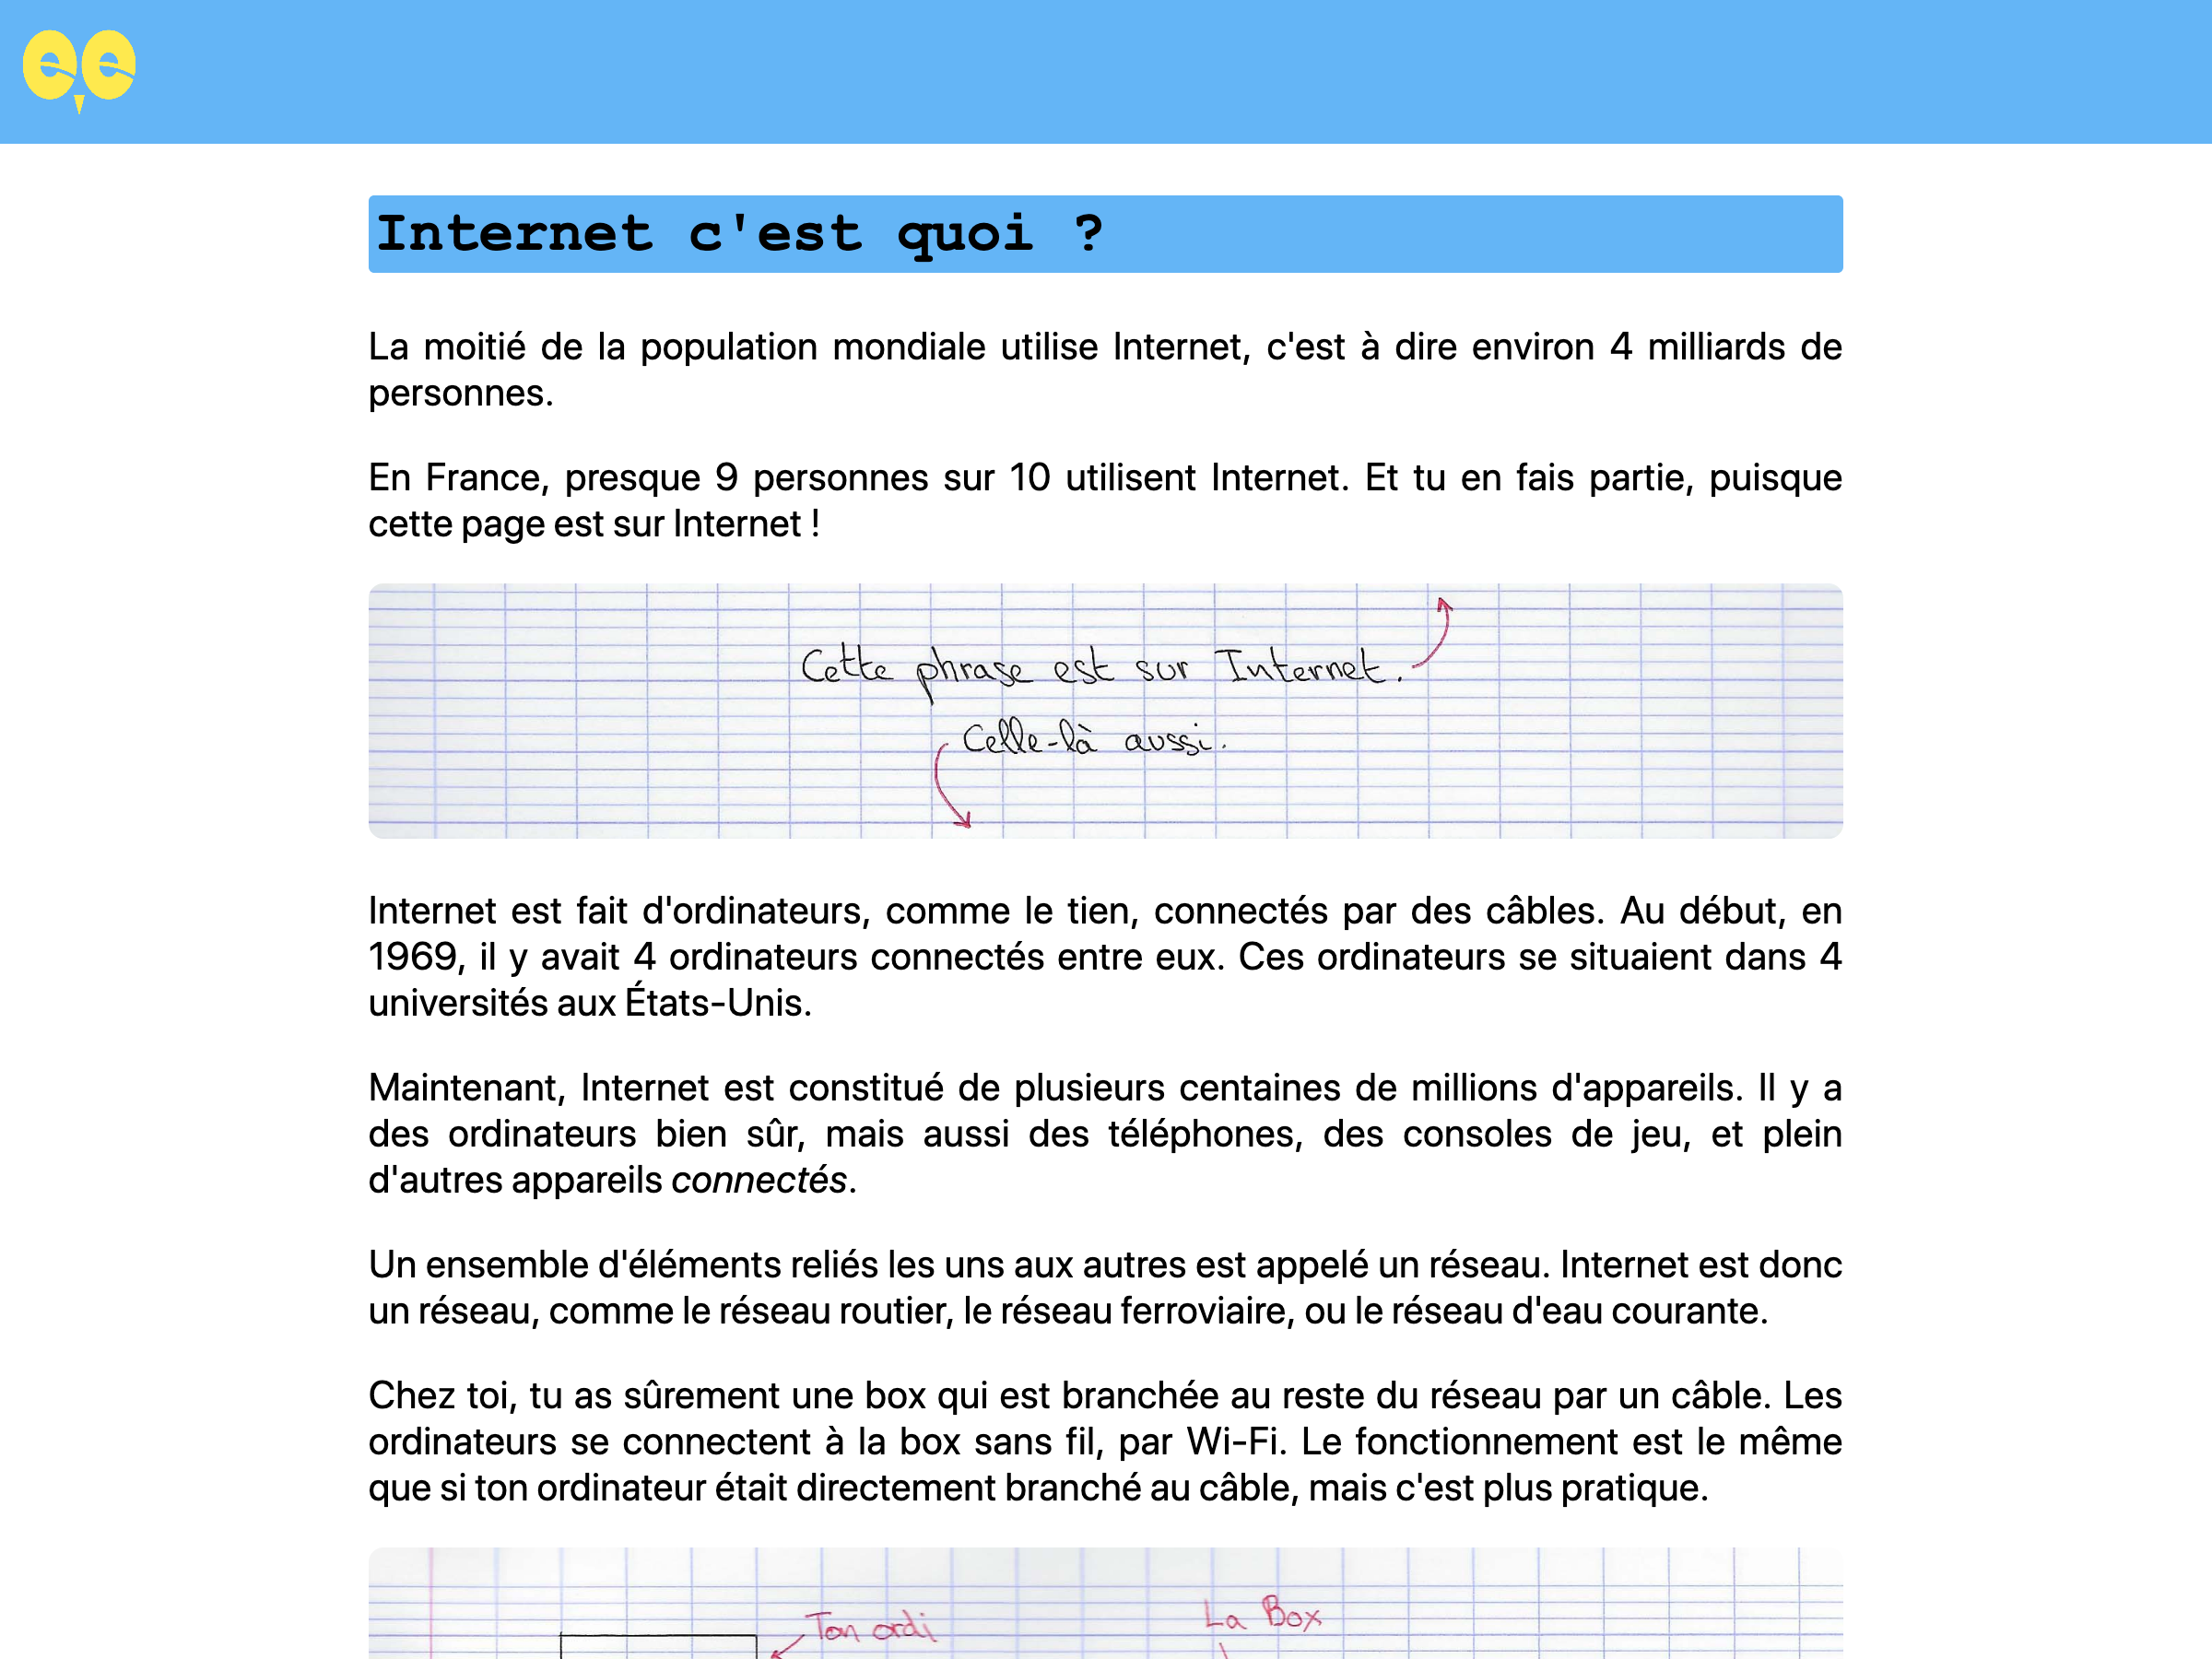 e,e
Internet c'est quoi ?
La moitié de la population mondiale utilise Internet, c'est à dire environ 4 milliards de
personnes.
En France, presque 9 personnes sur 10 utilisent Internet. Et tu en fais partie, puisque
cette page est sur Internet !
Cette phrase est sur Internet.
Celle-là aussi.
Internet est fait d'ordinateurs, comme le tien, connectés par des câbles. Au début, en
1969, il y avait 4 ordinateurs connectés entre eux. Ces ordinateurs se situaient dans 4
universités aux États-Unis.
Maintenant, Internet est constitué de plusieurs centaines de millions d'appareils. Il y a
des ordinateurs bien sûr, mais aussi des téléphones, des consoles de jeu, et plein
d'autres appareils connectés.
Un ensemble d'éléments reliés les uns aux autres est appelé un réseau. Internet est donc
un réseau, comme le réseau routier, le réseau ferroviaire, ou le réseau d'eau courante.
Chez toi, tu as sûrement une box qui est branchée au reste du réseau par un câble. Les
ordinateurs se connectent à la box sans fil, par Wi-Fi. Le fonctionnement est le même
que si ton ordinateur était directement branché au câble, mais c'est plus pratique.
Ton ordi
La Box